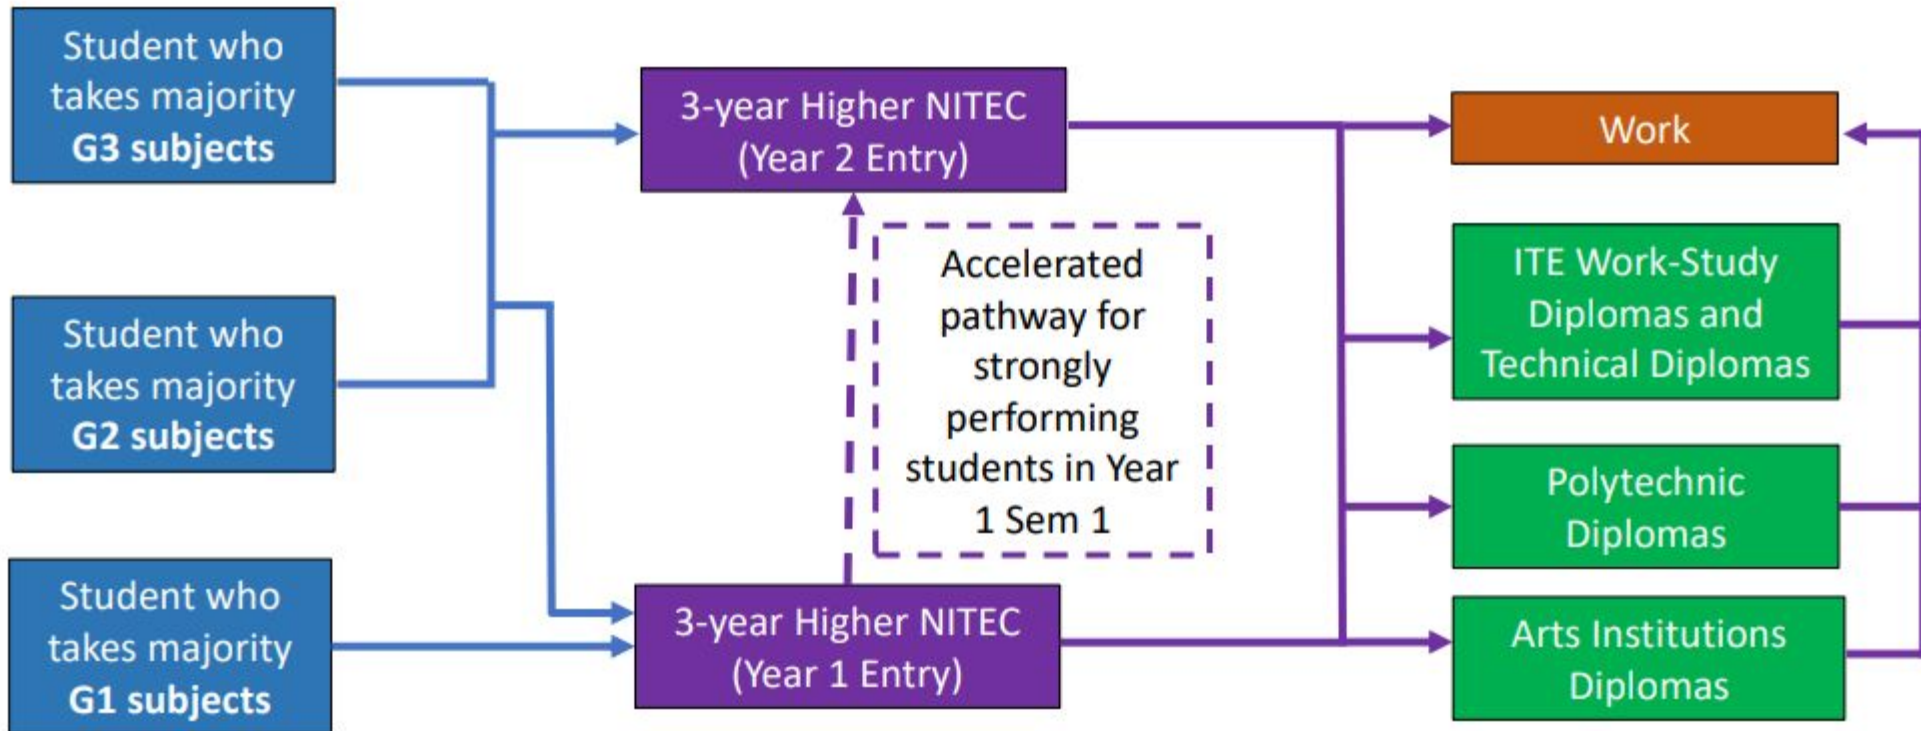 Student who
takes majority
G3 subjects
Student who
takes majority
G2 subjects
Student who
takes majority
G1 subjects
3-year Higher NITEC
(Year 2 Entry)
Accelerated
pathway for
strongly
performing
students in Year
1 Sem 1
3-year Higher NITEC
(Year 1 Entry)
Work
ITE Work-Study
Diplomas and
Technical Diplomas
Polytechnic
Diplomas
Arts Institutions
Diplomas